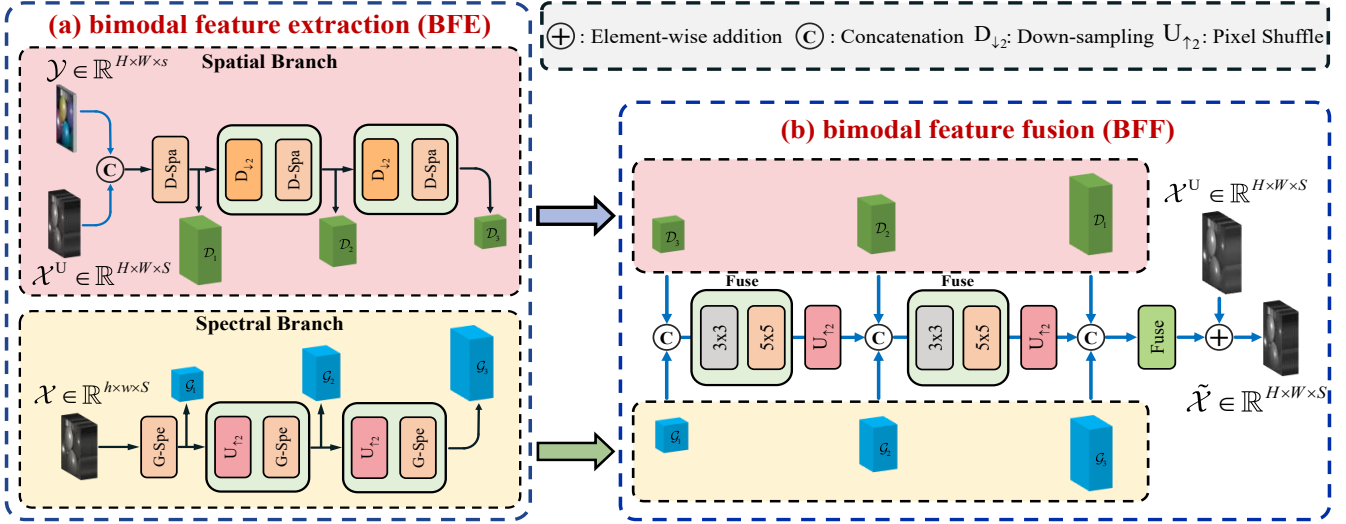 (a) bimodal feature extraction (BFE)
Spatial Branch
𝒴 ∈ ℝ^{H×W×s}
C
D-Spa
D↓2
D-Spa
D↓2
D-Spa
𝒟₁
𝒟₂
𝒟₃
𝒳^U ∈ ℝ^{H×W×S}
Spectral Branch
𝒳 ∈ ℝ^{h×w×S}
G-Spe
U↑2
G-Spe
U↑2
G-Spe
𝒢₁
𝒢₂
𝒢₃
+ : Element-wise addition C : Concatenation D↓2: Down-sampling U↑2: Pixel Shuffle
(b) bimodal feature fusion (BFF)
𝒟₃
𝒟₂
𝒟₁
𝒳^U ∈ ℝ^{H×W×S}
Fuse
Fuse
C
3x3
5x5
U↑2
C
3x3
5x5
U↑2
C
Fuse
+
𝒳̃ ∈ ℝ^{H×W×S}
𝒢₁
𝒢₂
𝒢₃